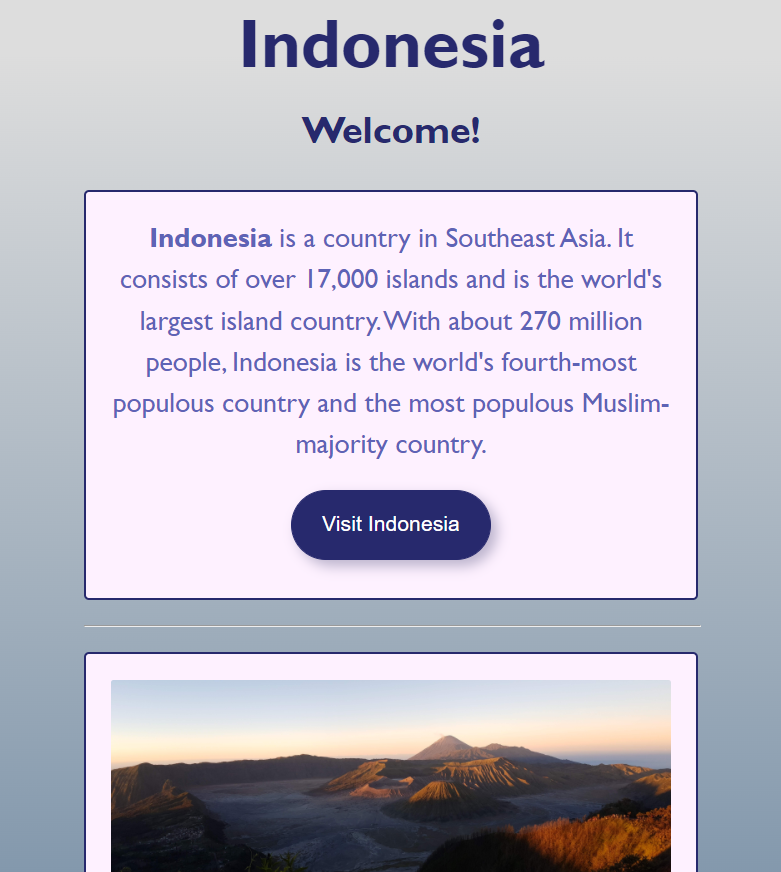 Indonesia
Welcome!
Indonesia is a country in Southeast Asia. It
consists of over 17,000 islands and is the world's
largest island country. With about 270 million
people, Indonesia is the world's fourth-most
populous country and the most populous Muslim-
majority country.
Visit Indonesia